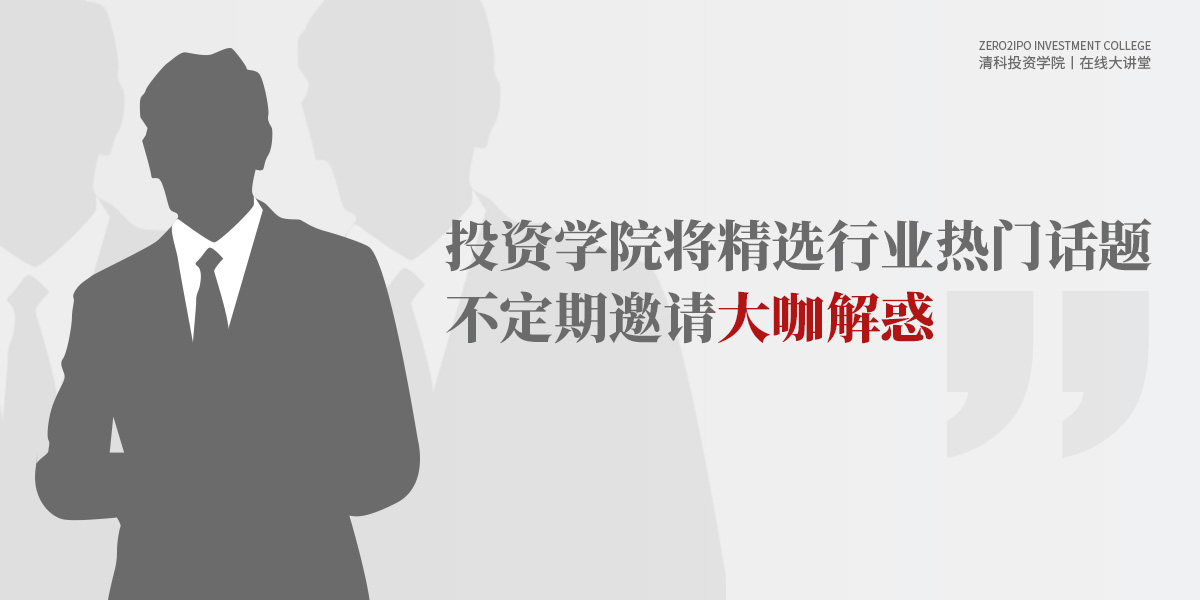 ZERO2IPO INVESTMENT COLLEGE
清科投资学院丨在线大讲堂
投资学院将精选行业热门话题
不定期邀请大咖解惑